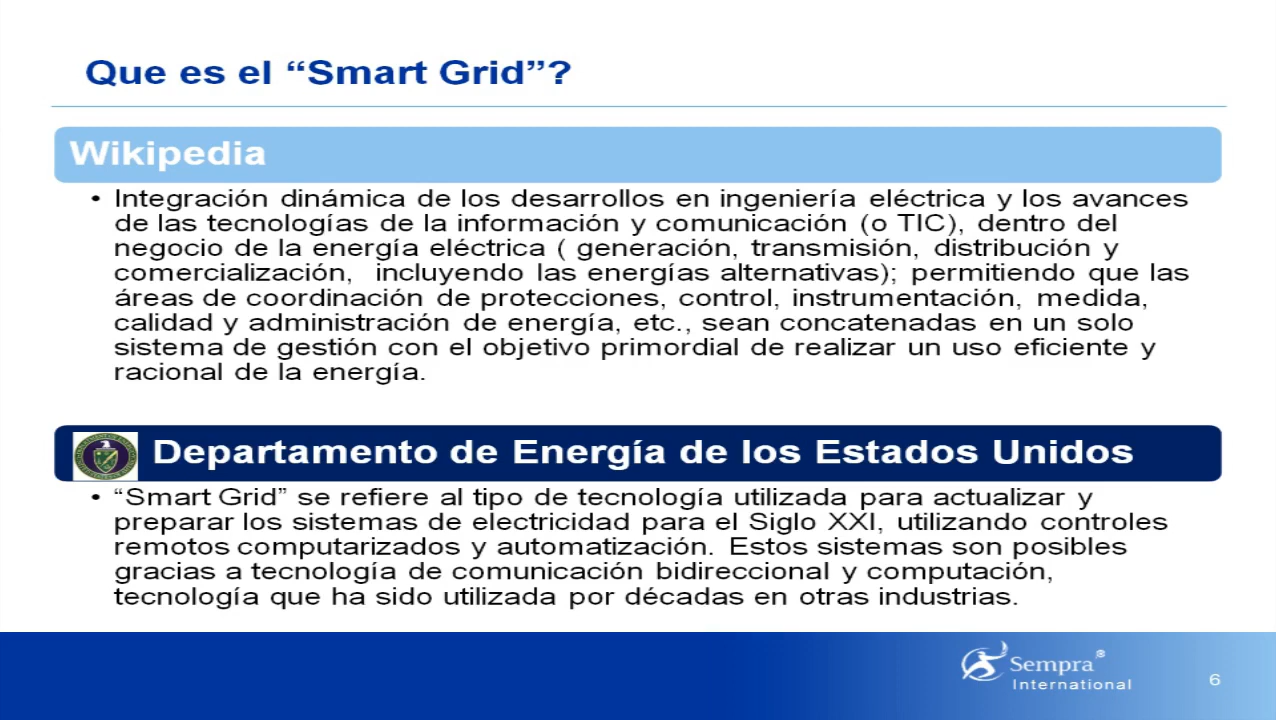 Que es el “Smart Grid”?
Wikipedia
• Integración dinámica de los desarrollos en ingeniería eléctrica y los avances
de las tecnologías de la información y comunicación (o TIC), dentro del
negocio de la energía eléctrica ( generación, transmisión, distribución y
comercialización, incluyendo las energías alternativas); permitiendo que las
áreas de coordinación de protecciones, control, instrumentación, medida,
calidad y administración de energía, etc., sean concatenadas en un solo
sistema de gestión con el objetivo primordial de realizar un uso eficiente y
racional de la energía.
Departamento de Energía de los Estados Unidos
• “Smart Grid” se refiere al tipo de tecnología utilizada para actualizar y
preparar los sistemas de electricidad para el Siglo XXI, utilizando controles
remotos computarizados y automatización. Estos sistemas son posibles
gracias a tecnología de comunicación bidireccional y computación,
tecnología que ha sido utilizada por décadas en otras industrias.
Sempra®
International
6